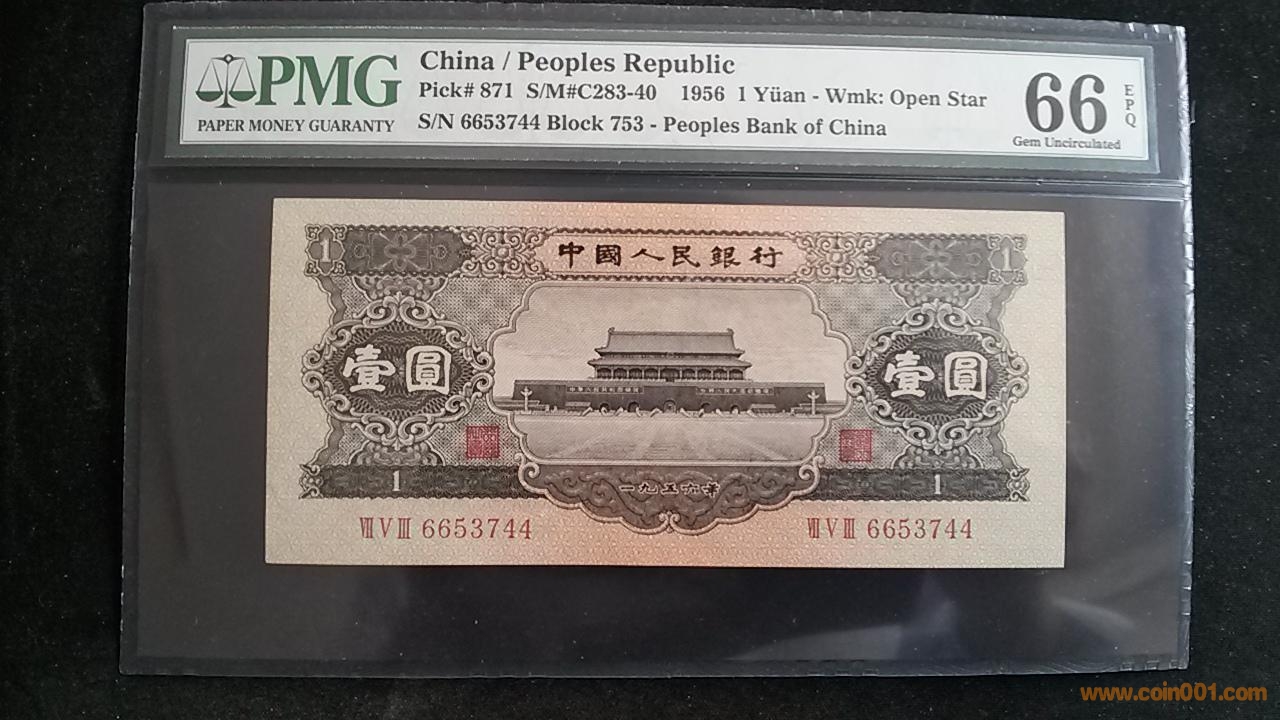 PMG
PAPER MONEY GUARANTY
China / Peoples Republic
Pick# 871 S/M#C283-40 1956 1 Yüan - Wmk: Open Star
S/N 6653744 Block 753 - Peoples Bank of China
66 EPQ
Gem Uncirculated
1 中國人民銀行 1
壹圓 壹圓
1 一九五六年 1
ⅦⅤⅢ 6653744 ⅦⅤⅢ 6653744
www.coin001.com